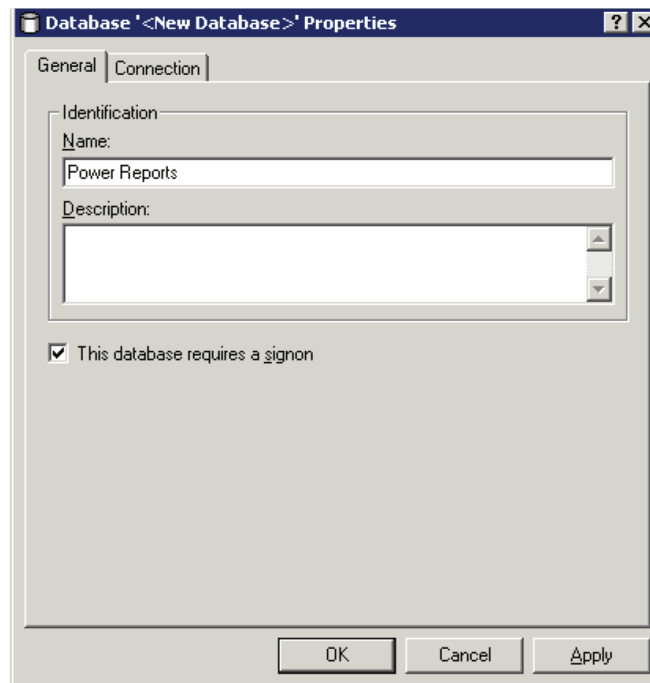 Database '<New Database>' Properties
General
Connection
Identification
Name:
Power Reports
Description:
This database requires a signon
OK
Cancel
Apply